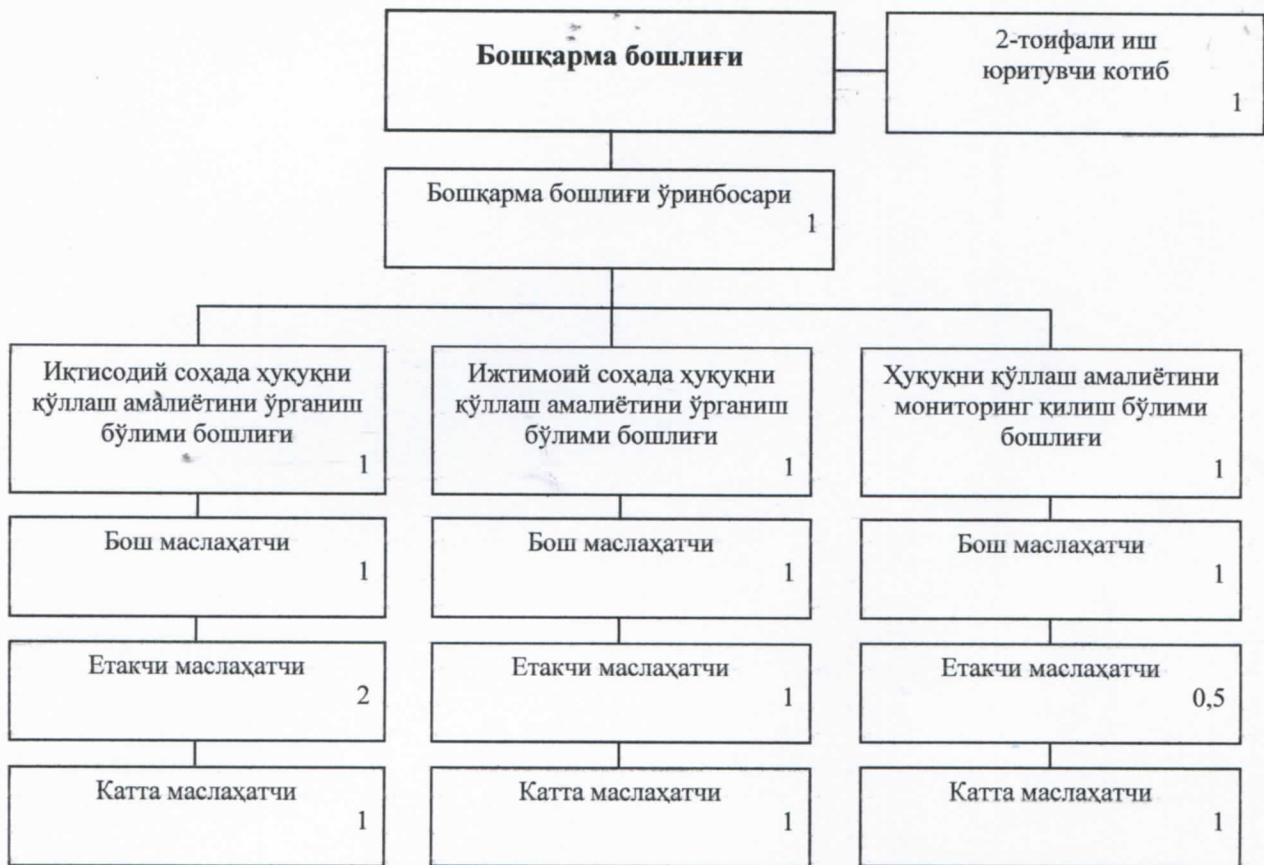 Бошқарма бошлиғи
2-тоифали иш
юритувчи котиб
1
Бошқарма бошлиғи ўринбосари
1
Иқтисодий соҳада ҳуқуқни
қўллаш амалиётини ўрганиш
бўлими бошлиғи
1
Ижтимоий соҳада ҳуқуқни
қўллаш амалиётини ўрганиш
бўлими бошлиғи
1
Ҳуқуқни қўллаш амалиётини
мониторинг қилиш бўлими
бошлиғи
1
Бош маслаҳатчи
1
Бош маслаҳатчи
1
Бош маслаҳатчи
1
Етакчи маслаҳатчи
2
Етакчи маслаҳатчи
1
Етакчи маслаҳатчи
0,5
Катта маслаҳатчи
1
Катта маслаҳатчи
1
Катта маслаҳатчи
1